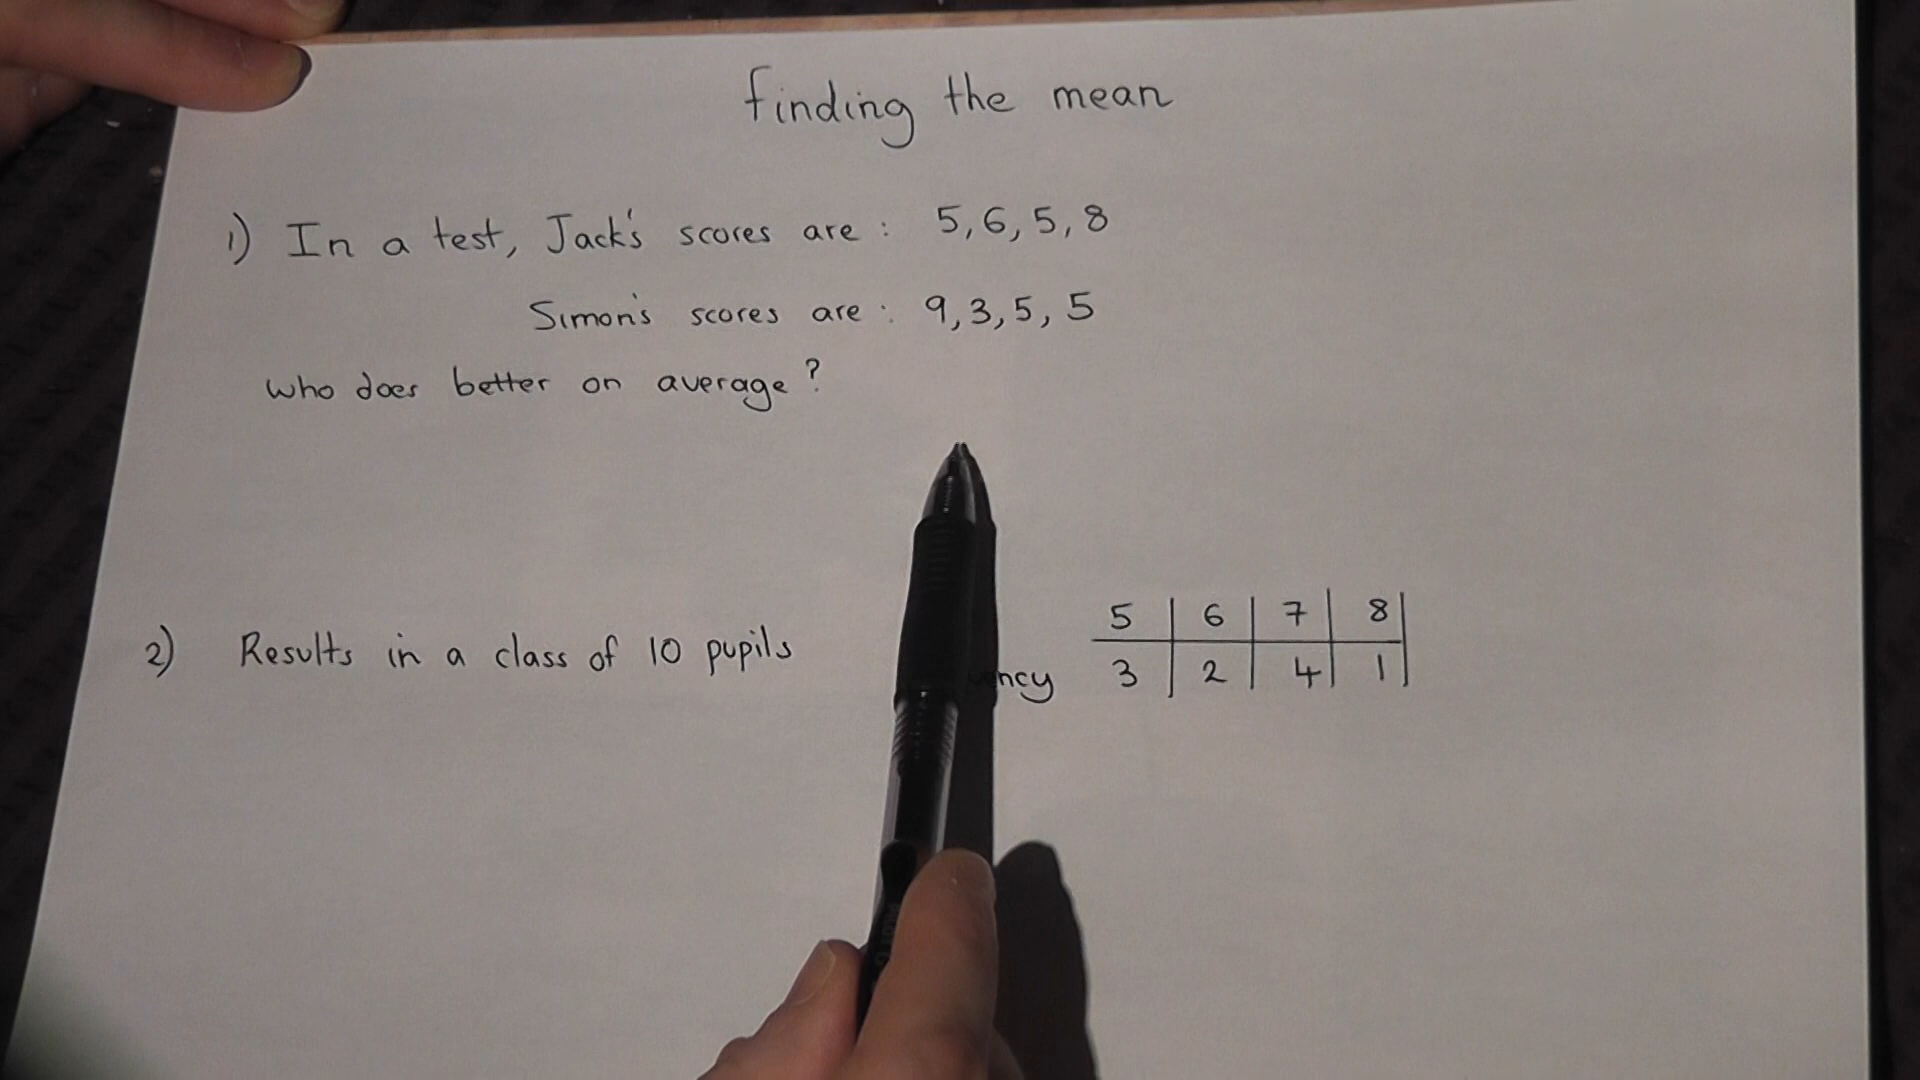 finding the mean
1) In a test, Jack's scores are : 5, 6, 5, 8
Simon's scores are : 9, 3, 5, 5
Who does better on average?
2) Results in a class of 10 pupils
5 6 7 8
3 2 4 1